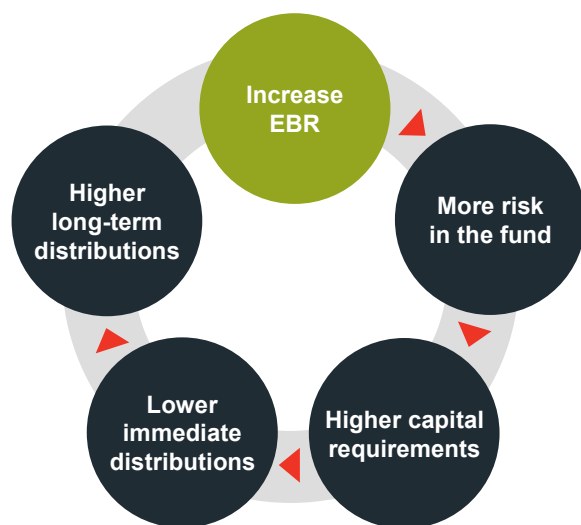 Increase
EBR
More risk
in the fund
Higher capital
requirements
Lower
immediate
distributions
Higher
long-term
distributions